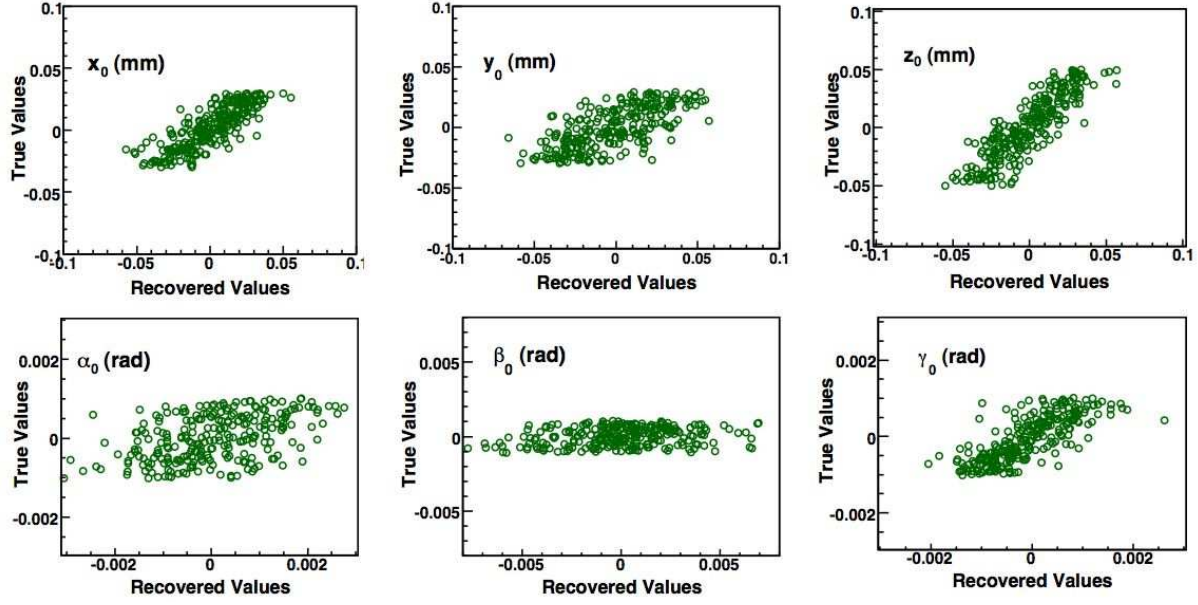 0.1
0.05
0
-0.05
-0.1
True Values
x0 (mm)
-0.1 -0.05 0 0.05 0.1
Recovered Values
0.1
0.05
0
-0.05
-0.1
True Values
y0 (mm)
-0.1 -0.05 0 0.05 0.1
Recovered Values
0.1
0.05
0
-0.05
-0.1
True Values
z0 (mm)
-0.1 -0.05 0 0.05 0.1
Recovered Values
0.002
0
-0.002
True Values
α0 (rad)
-0.002 0 0.002
Recovered Values
0.005
0
-0.005
True Values
β0 (rad)
-0.005 0 0.005
Recovered Values
0.002
0
-0.002
True Values
γ0 (rad)
-0.002 0 0.002
Recovered Values